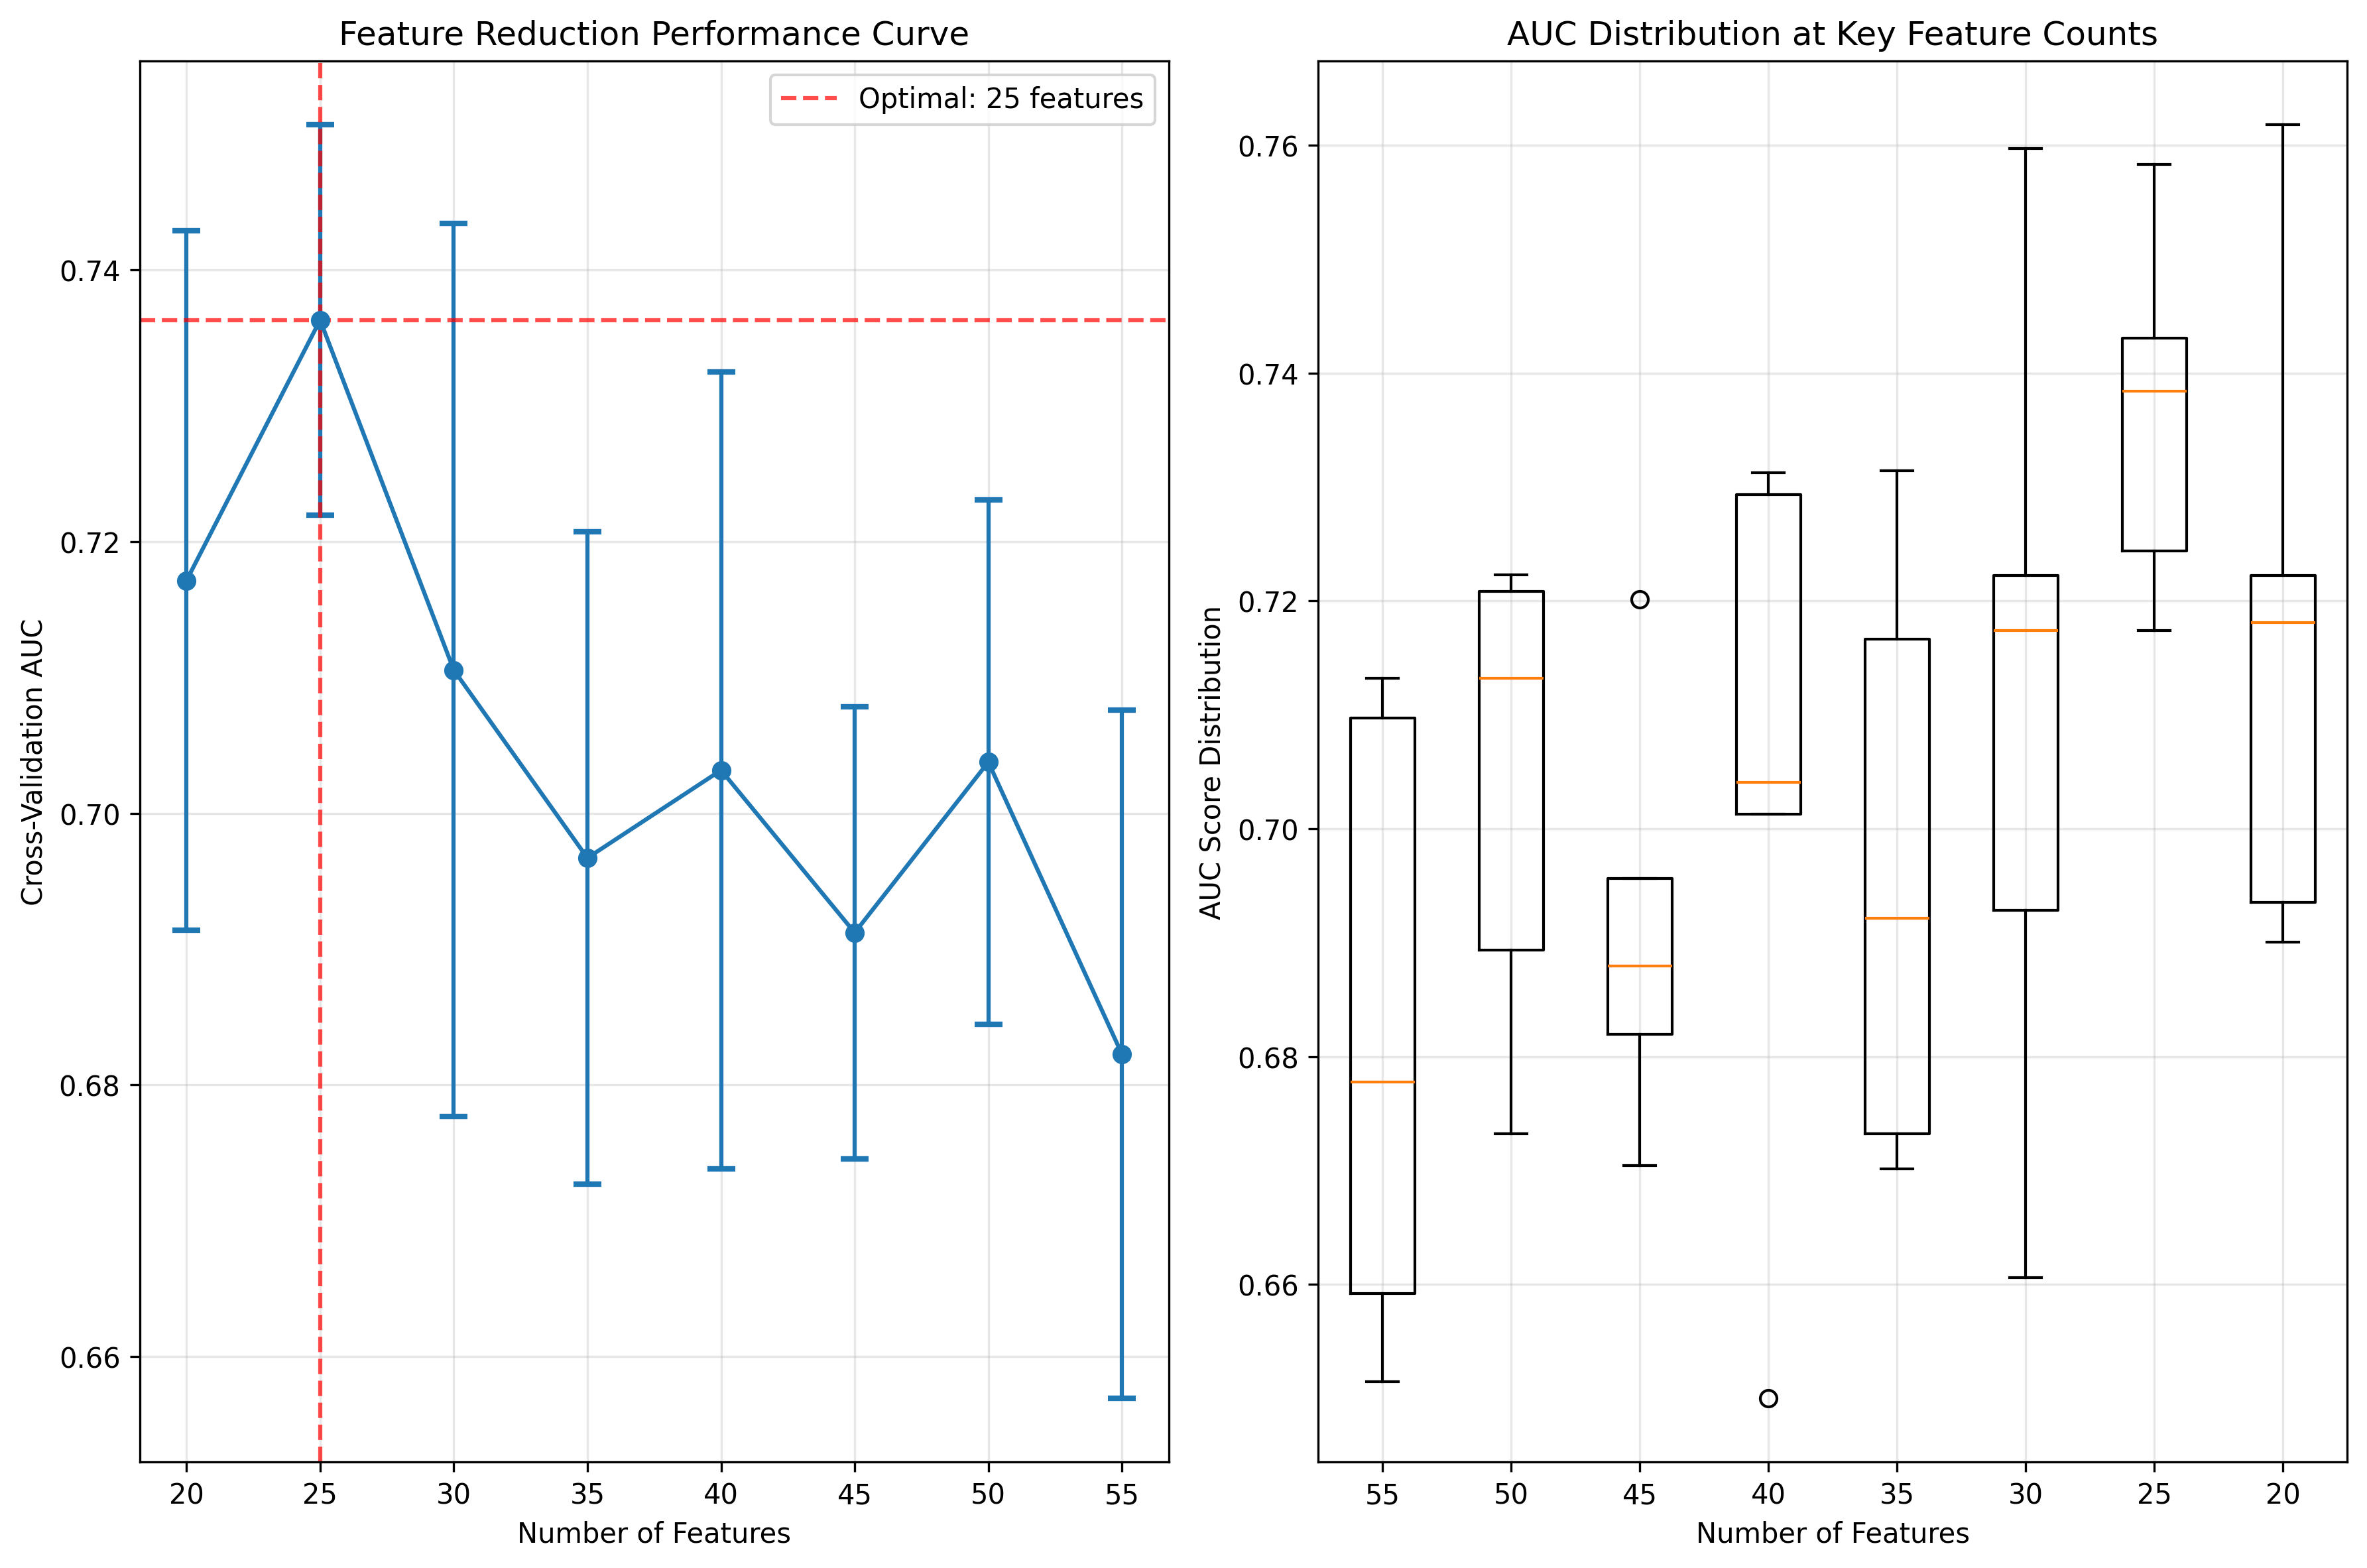 Feature Reduction Performance Curve
Optimal: 25 features
Cross-Validation AUC
0.74
0.72
0.70
0.68
0.66
20 25 30 35 40 45 50 55
Number of Features
AUC Distribution at Key Feature Counts
AUC Score Distribution
0.76
0.74
0.72
0.70
0.68
0.66
55 50 45 40 35 30 25 20
Number of Features